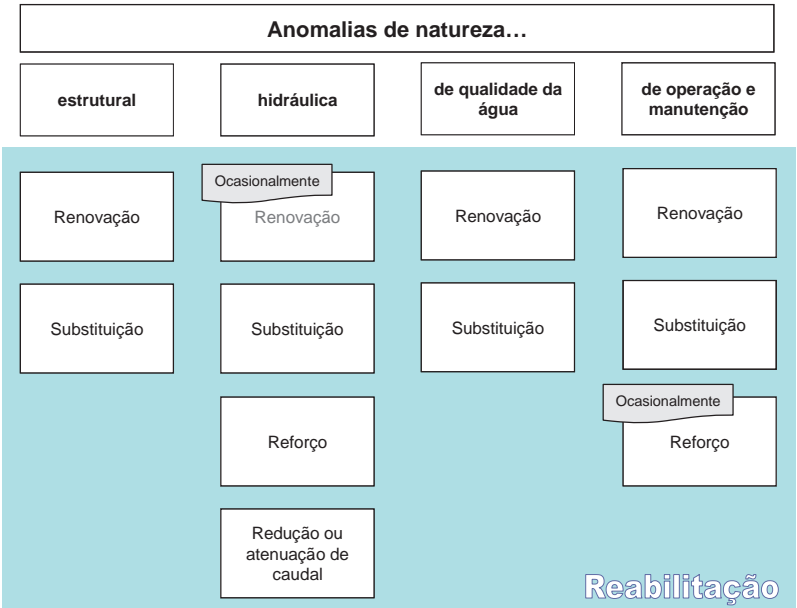 Anomalias de natureza…
estrutural
hidráulica
de qualidade da
água
de operação e
manutenção
Renovação
Ocasionalmente
Renovação
Renovação
Renovação
Substituição
Substituição
Substituição
Substituição
Reforço
Ocasionalmente
Reforço
Redução ou
atenuação de
caudal
Reabilitação